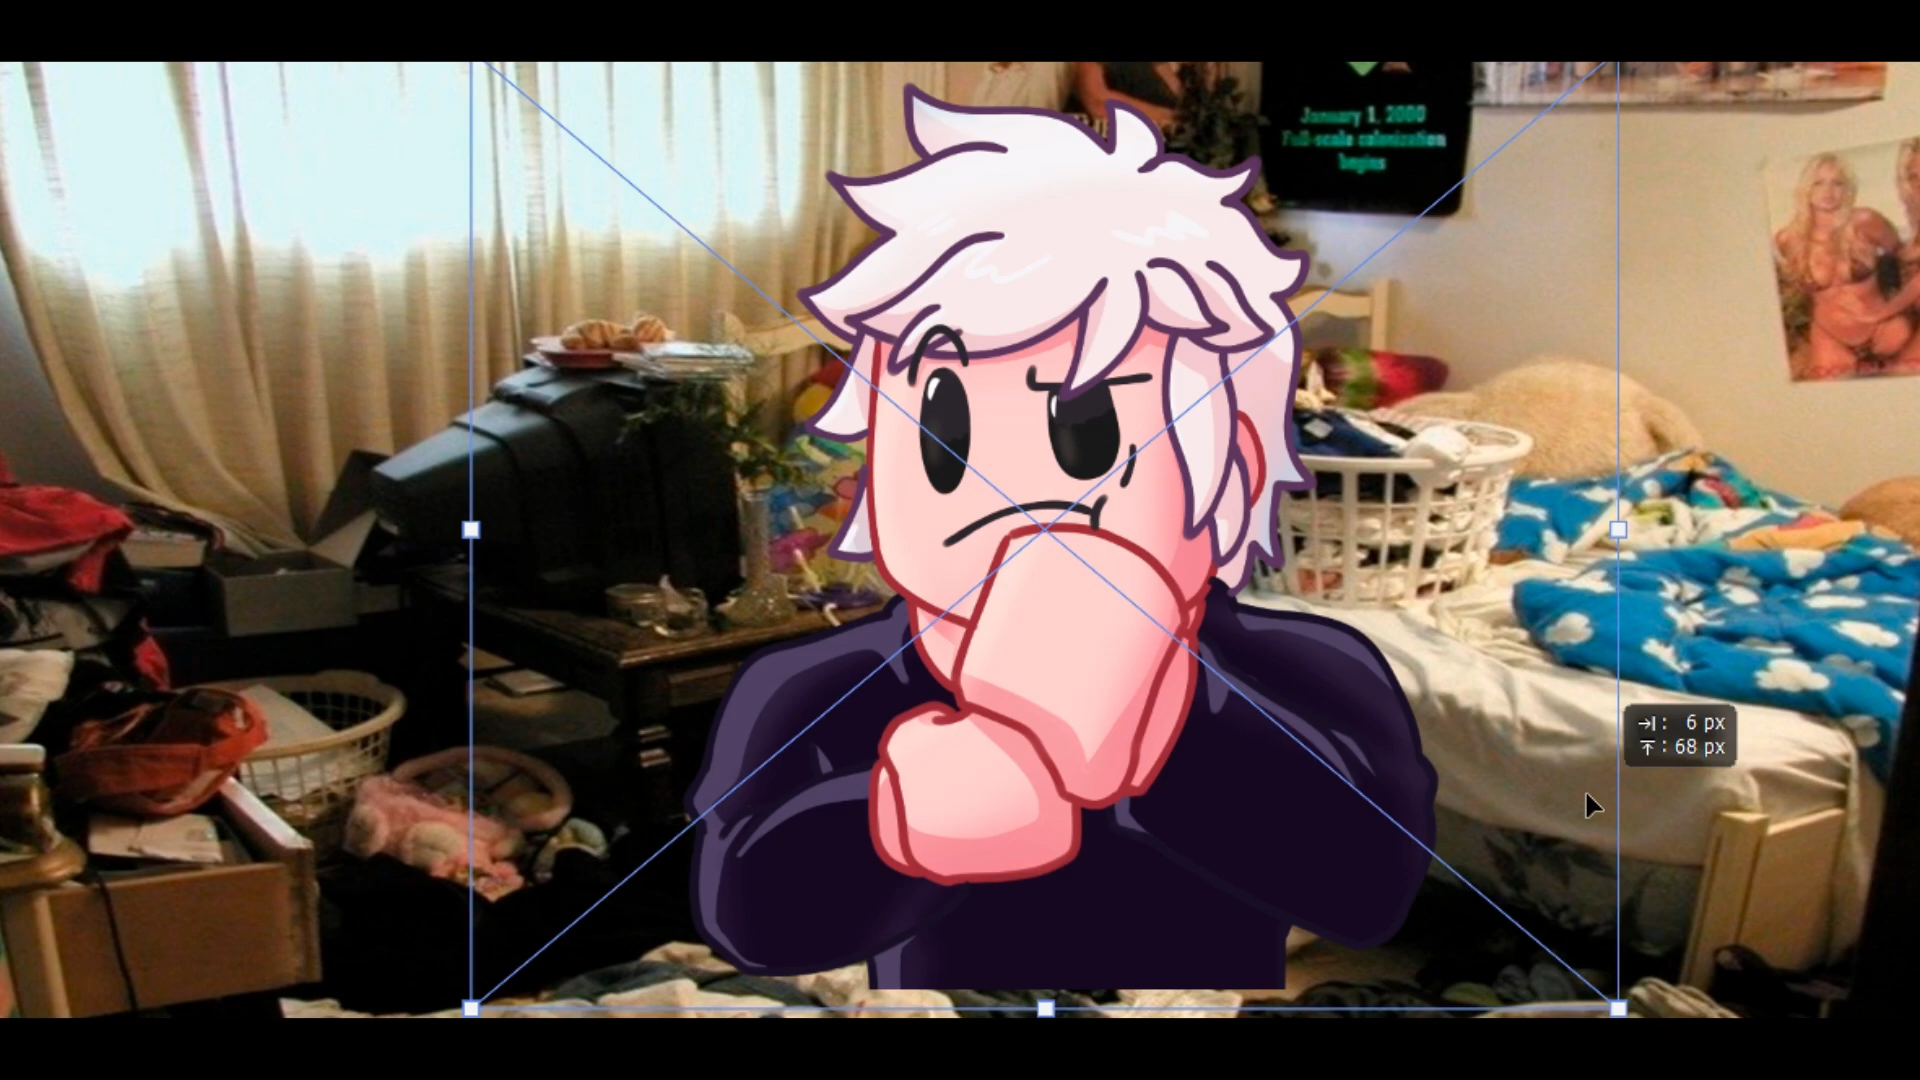 January 1, 2000
Full-scale colonization
begins
→|: 6 px
⤒: 68 px